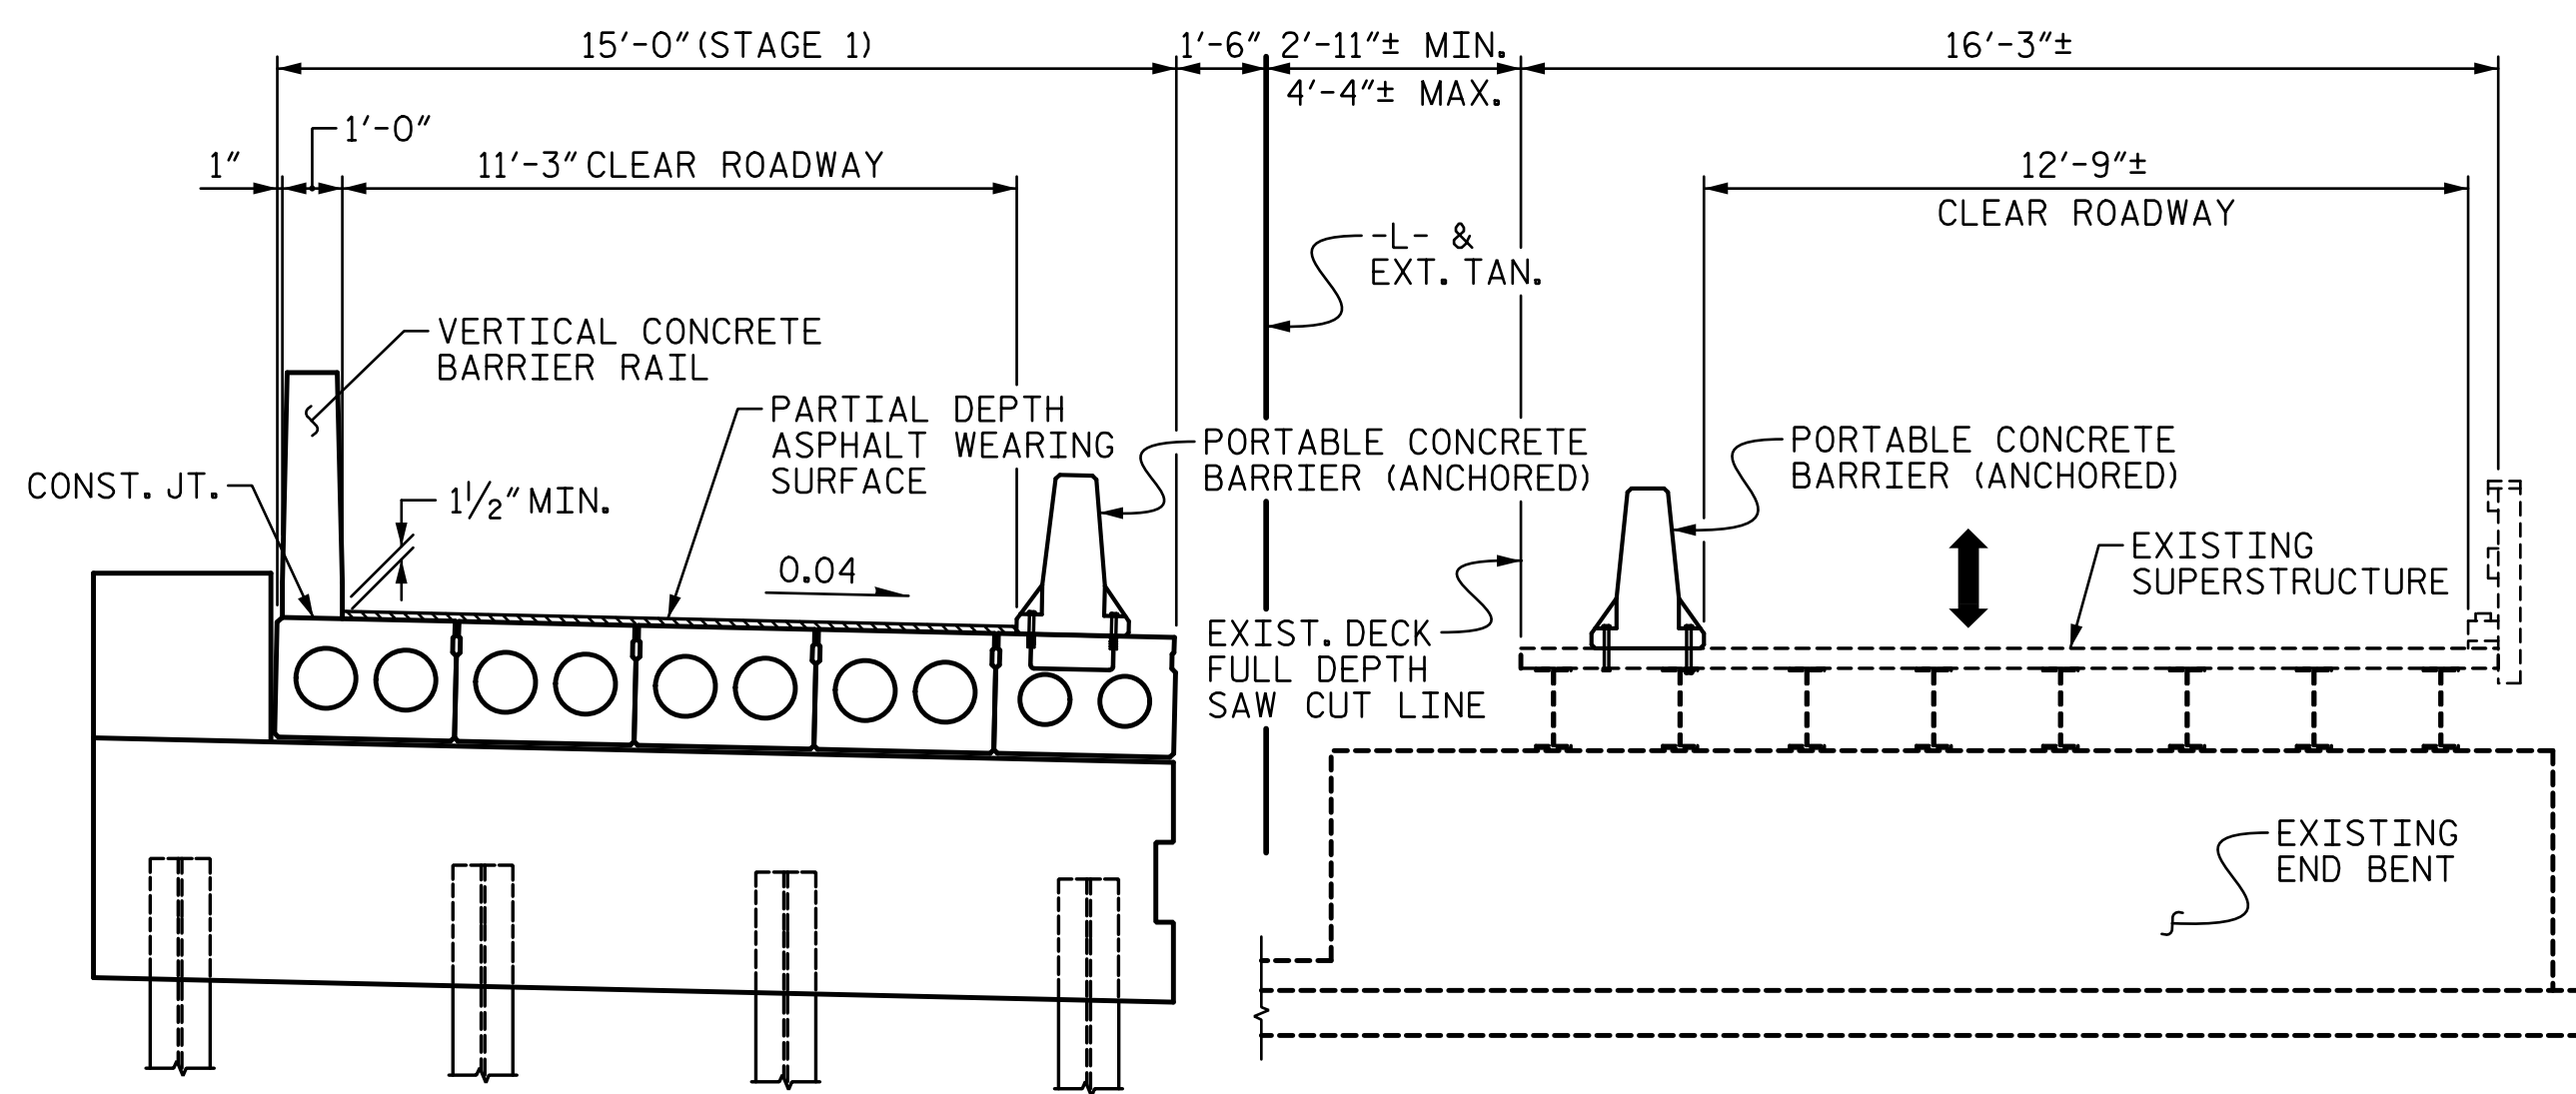 15'-0" (STAGE 1)
1'-6"
2'-11"± MIN.
4'-4"± MAX.
16'-3"±
1'-0"
1"
11'-3" CLEAR ROADWAY
12'-9"±
CLEAR ROADWAY
-L- &
EXT. TAN.
VERTICAL CONCRETE
BARRIER RAIL
PARTIAL DEPTH
ASPHALT WEARING
SURFACE
PORTABLE CONCRETE
BARRIER (ANCHORED)
PORTABLE CONCRETE
BARRIER (ANCHORED)
CONST. JT.
1½" MIN.
0.04
EXISTING
SUPERSTRUCTURE
EXIST. DECK
FULL DEPTH
SAW CUT LINE
EXISTING
END BENT